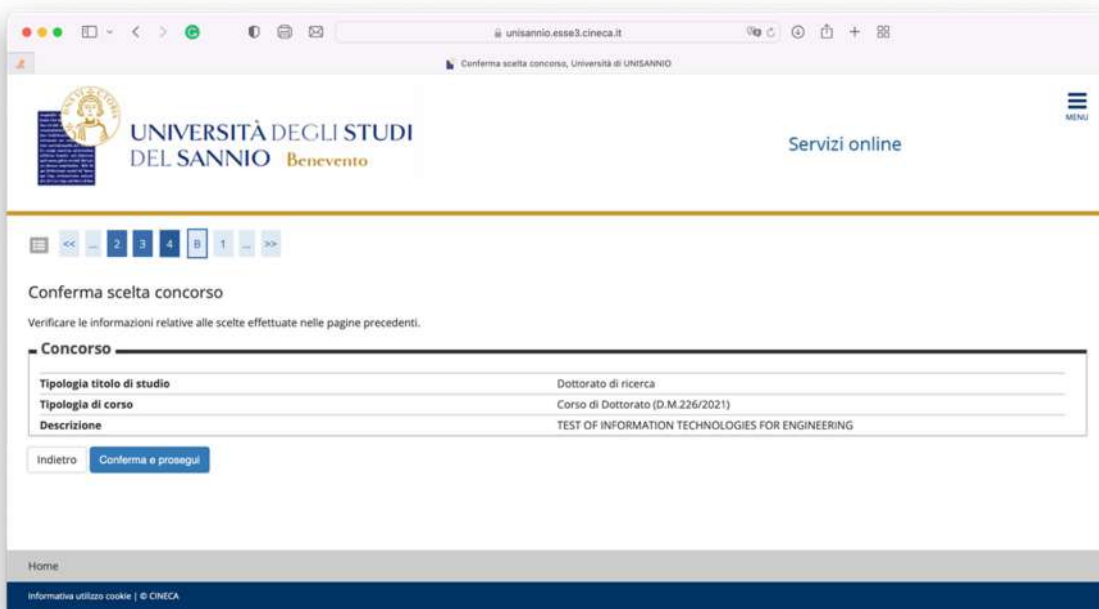 unisannio.esse3.cineca.it
Conferma scelta concorso, Università di UNISANNIO
UNIVERSITÀ DEGLI STUDI
DEL SANNIO Benevento
Servizi online
MENU
<< ... 2 3 4 B 1 ... >>
Conferma scelta concorso
Verificare le informazioni relative alle scelte effettuate nelle pagine precedenti.
Concorso
Tipologia titolo di studio Dottorato di ricerca
Tipologia di corso Corso di Dottorato (D.M.226/2021)
Descrizione TEST OF INFORMATION TECHNOLOGIES FOR ENGINEERING
Indietro Conferma e prosegui
Home
Informativa utilizzo cookie | © CINECA